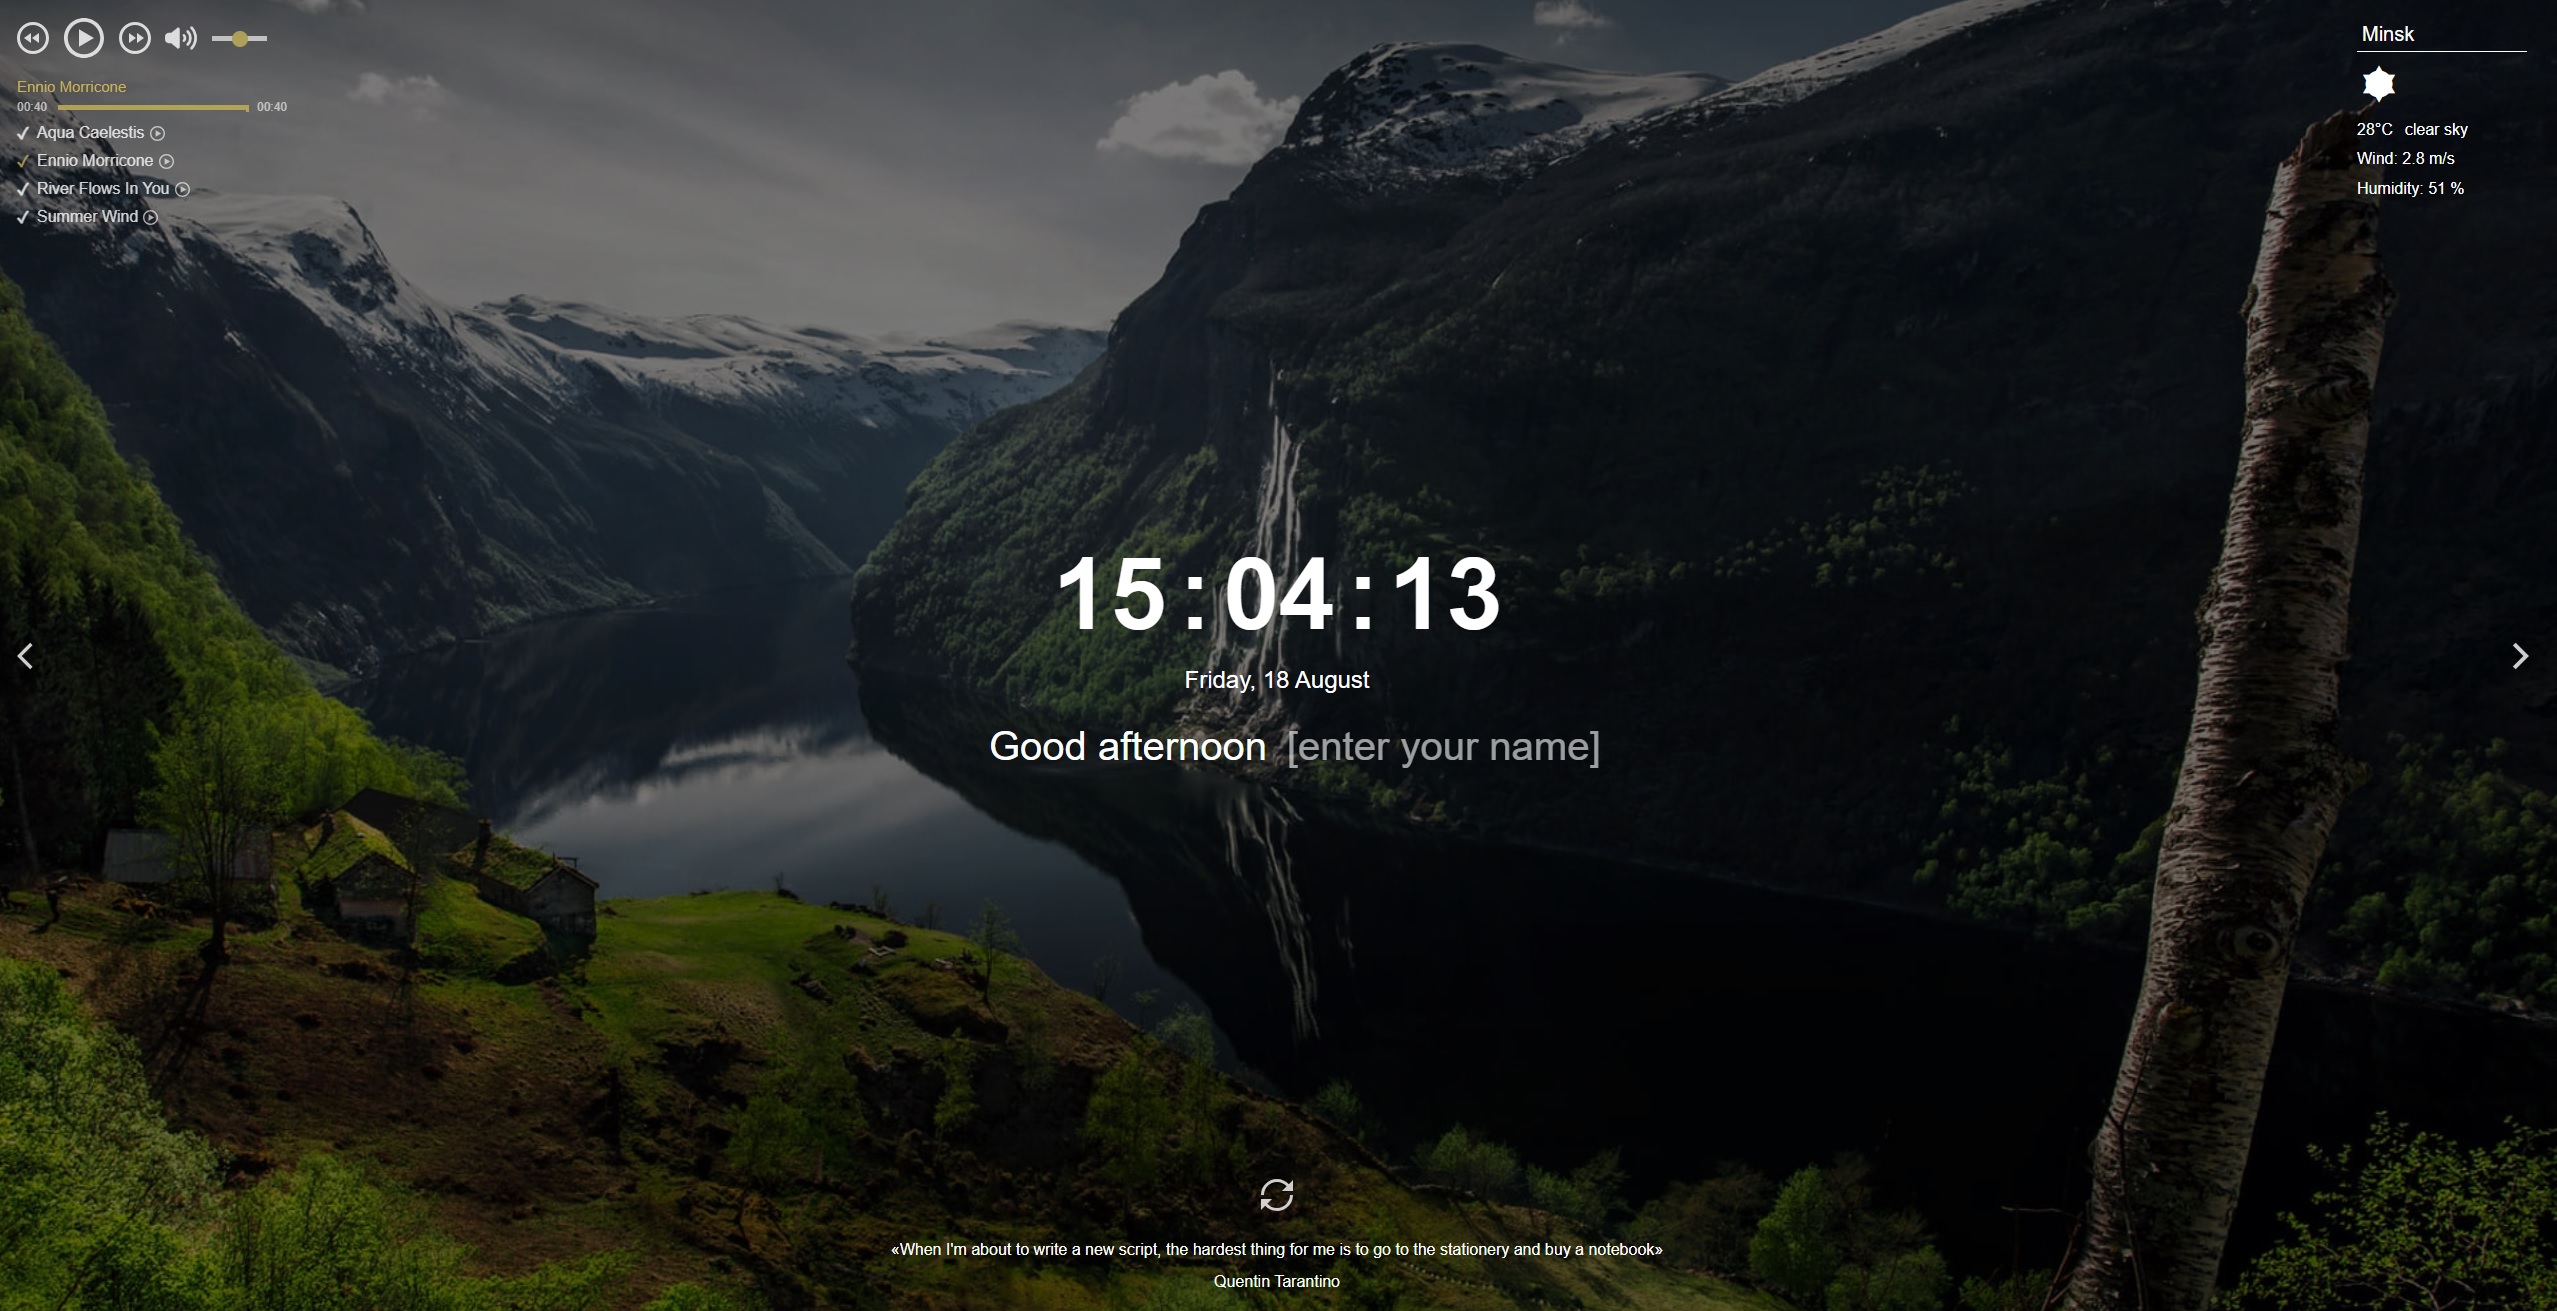 Ennio Morricone
00:40 00:40
Aqua Caelestis
Ennio Morricone
River Flows In You
Summer Wind
Minsk
28°C clear sky
Wind: 2.8 m/s
Humidity: 51 %
15:04:13
Friday, 18 August
Good afternoon [enter your name]
«When I'm about to write a new script, the hardest thing for me is to go to the stationery and buy a notebook»
Quentin Tarantino